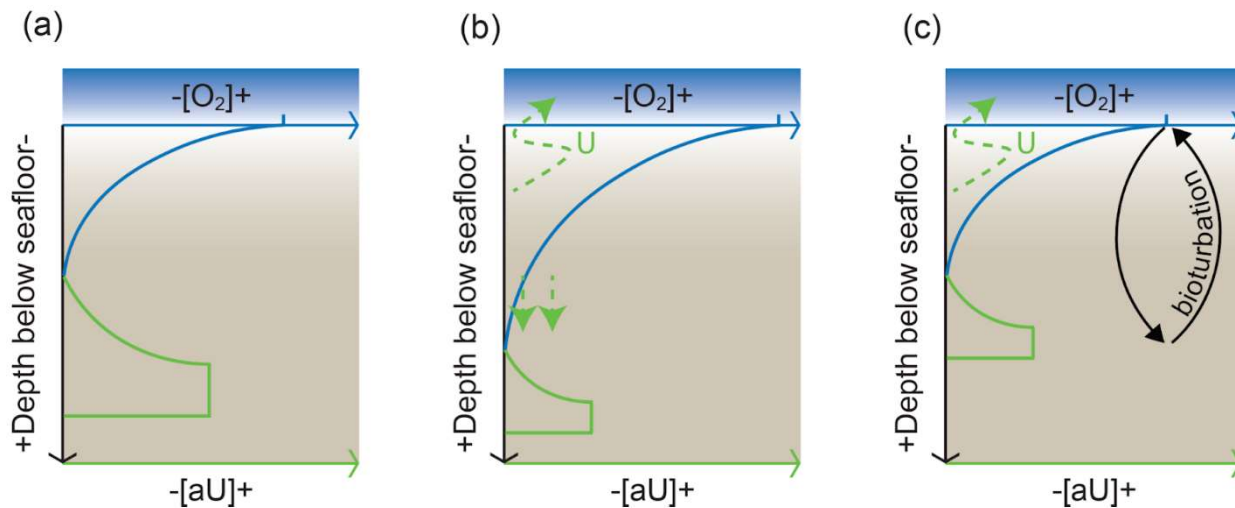 (a)
(b)
(c)
-[O₂]+
-[O₂]+
-[O₂]+
U
U
bioturbation
+Depth below seafloor-
+Depth below seafloor-
+Depth below seafloor-
-[aU]+
-[aU]+
-[aU]+